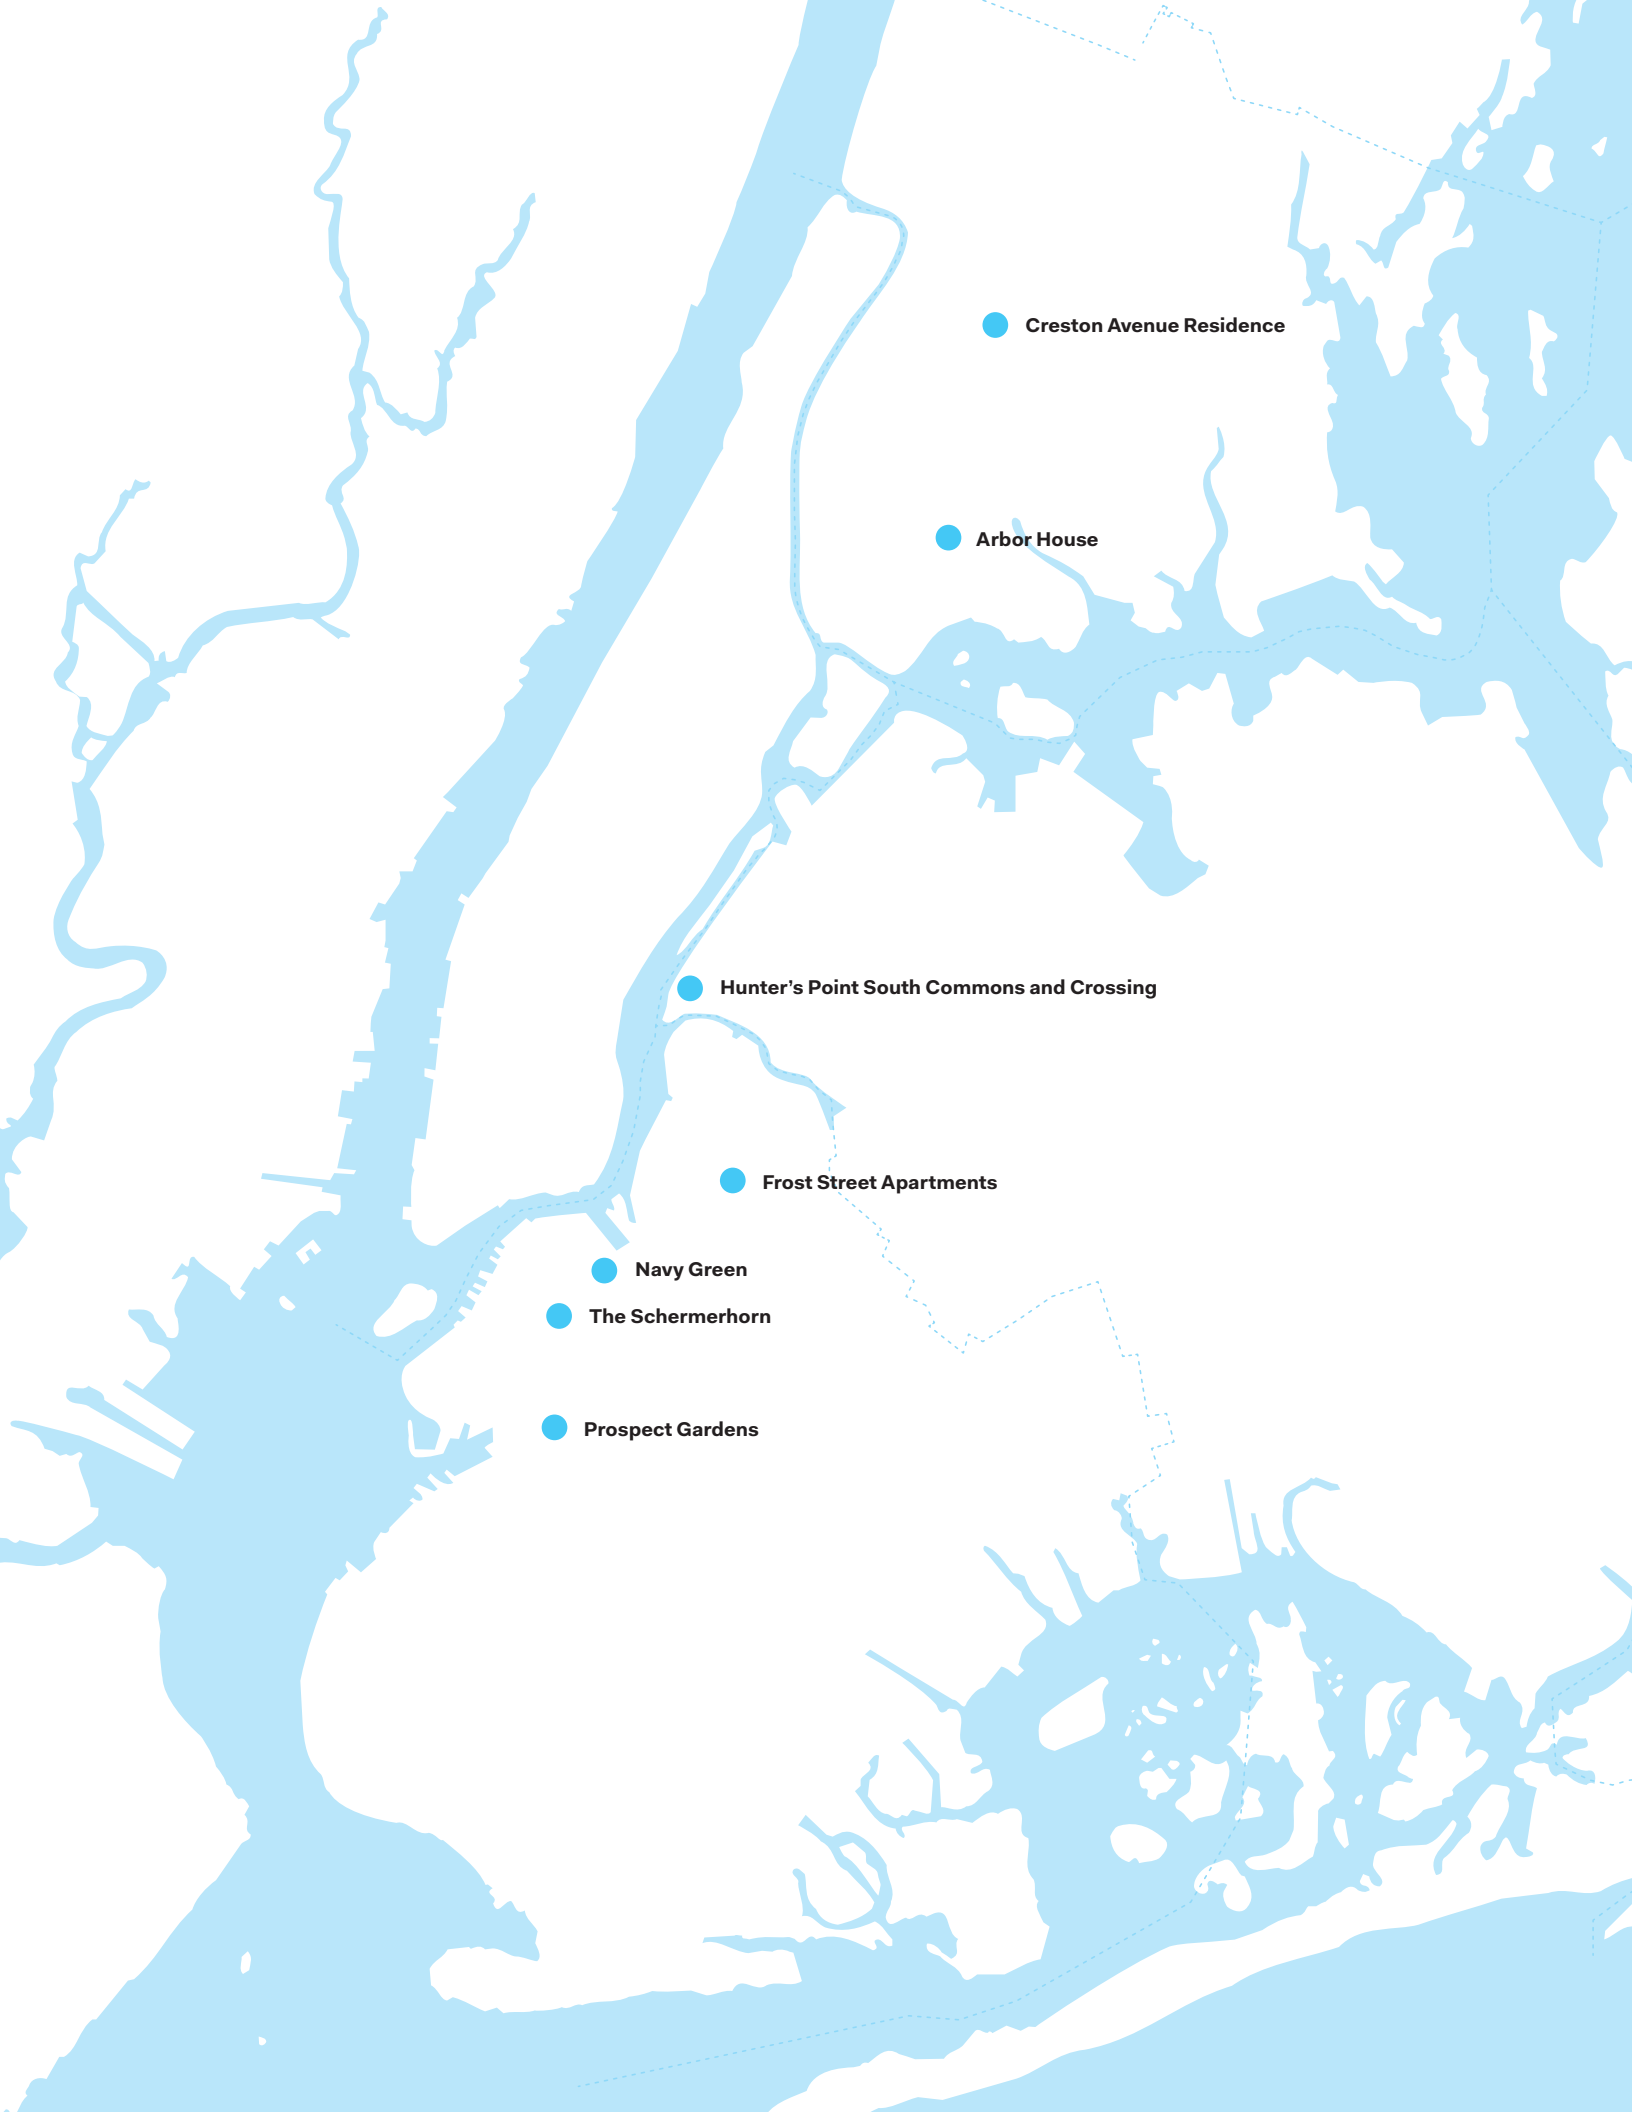 Creston Avenue Residence
Arbor House
Hunter’s Point South Commons and Crossing
Frost Street Apartments
Navy Green
The Schermerhorn
Prospect Gardens